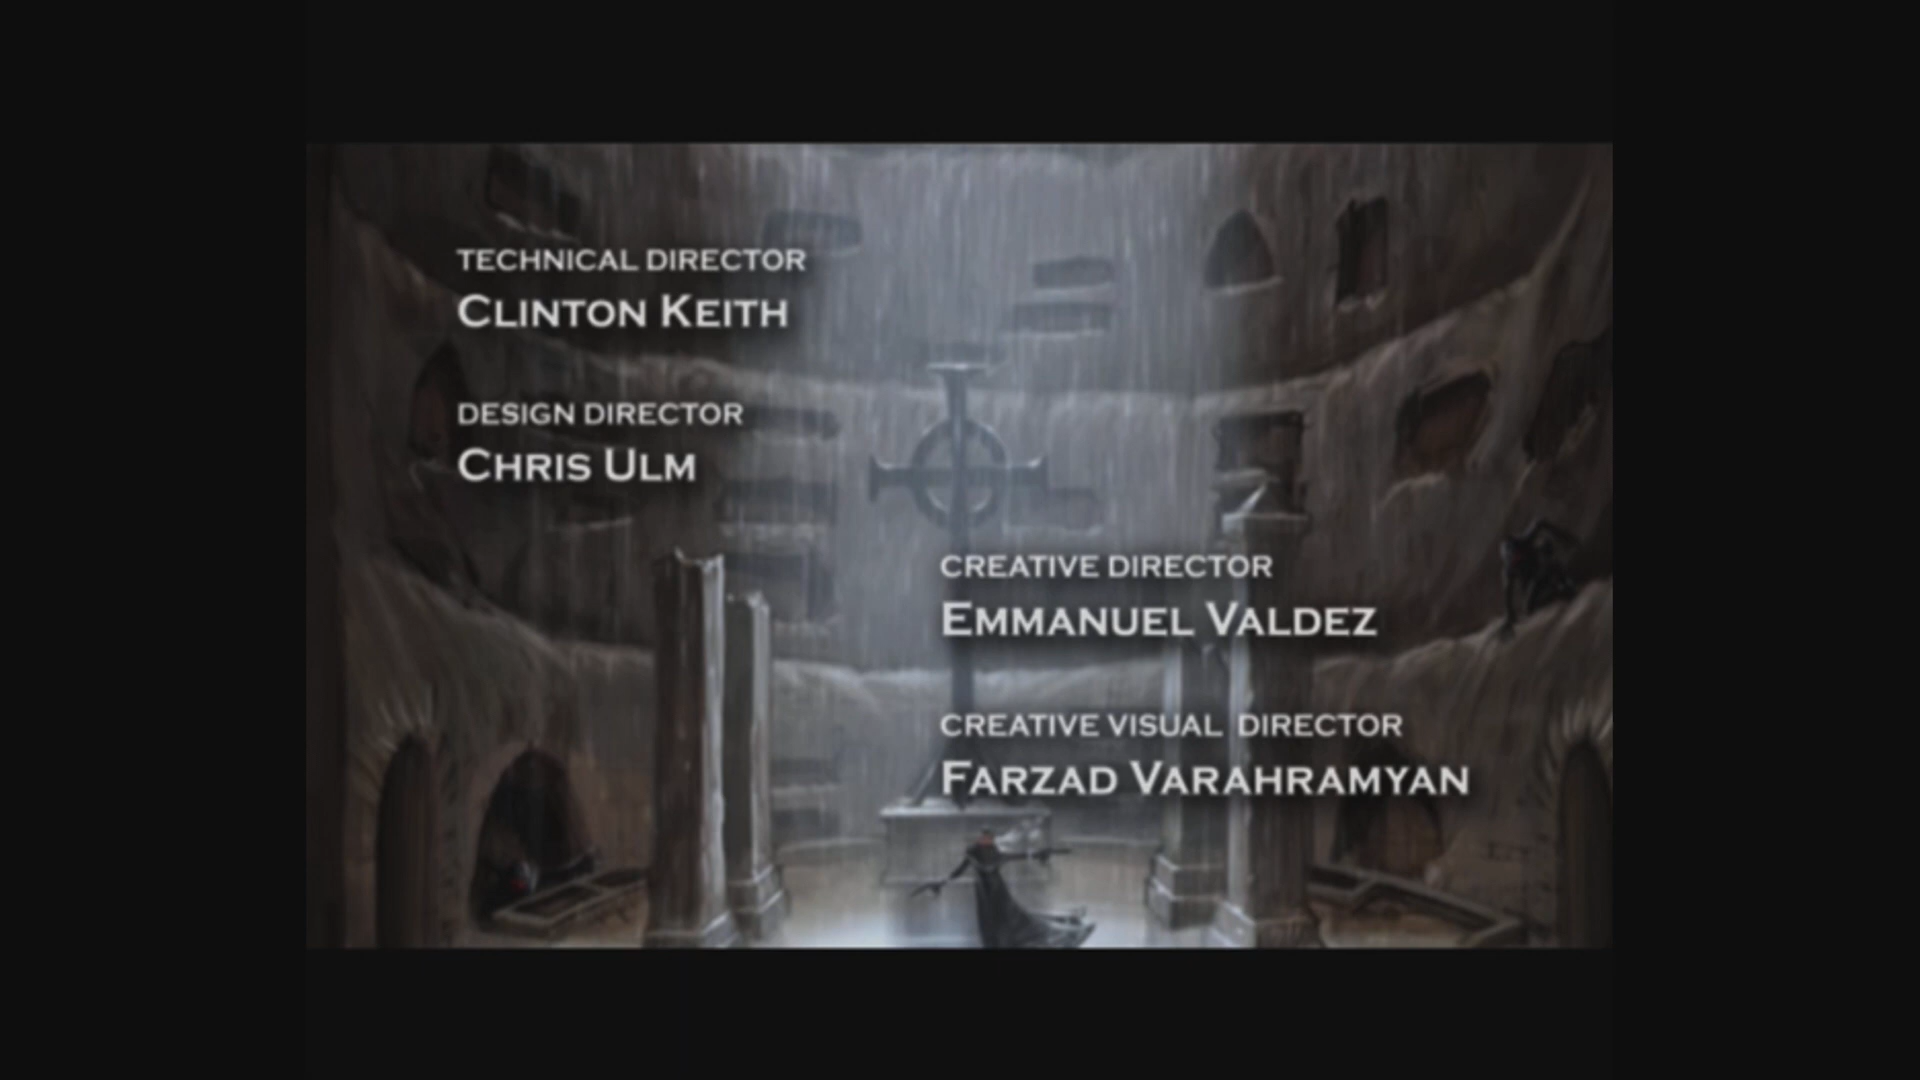 TECHNICAL DIRECTOR
CLINTON KEITH
DESIGN DIRECTOR
CHRIS ULM
CREATIVE DIRECTOR
EMMANUEL VALDEZ
CREATIVE VISUAL DIRECTOR
FARZAD VARAHRAMYAN